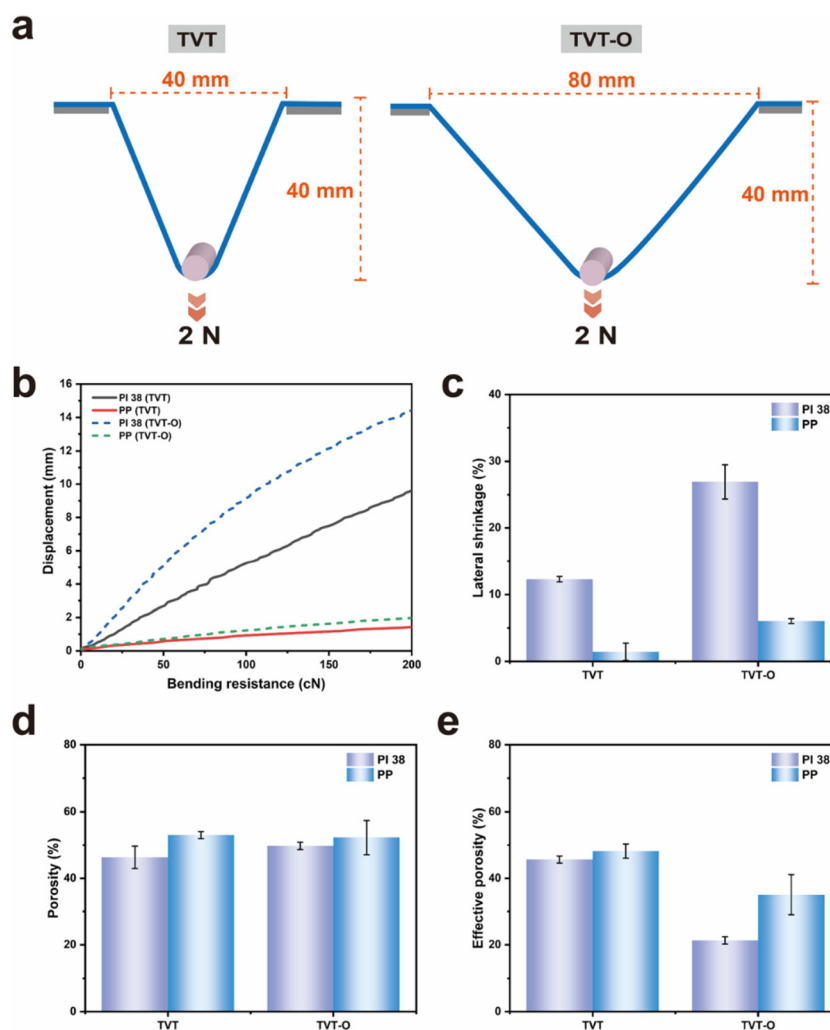 a
TVT
TVT-O
40 mm
80 mm
40 mm
40 mm
2 N
2 N
b
PI 38 (TVT)
PP (TVT)
PI 38 (TVT-O)
PP (TVT-O)
16
14
12
10
8
6
4
2
0
Displacement (mm)
0
50
100
150
200
Bending resistance (cN)
c
PI 38
PP
40
30
20
10
0
Lateral shrinkage (%)
TVT
TVT-O
d
PI 38
PP
80
60
40
20
0
Porosity (%)
TVT
TVT-O
e
PI 38
PP
80
60
40
20
0
Effective porosity (%)
TVT
TVT-O